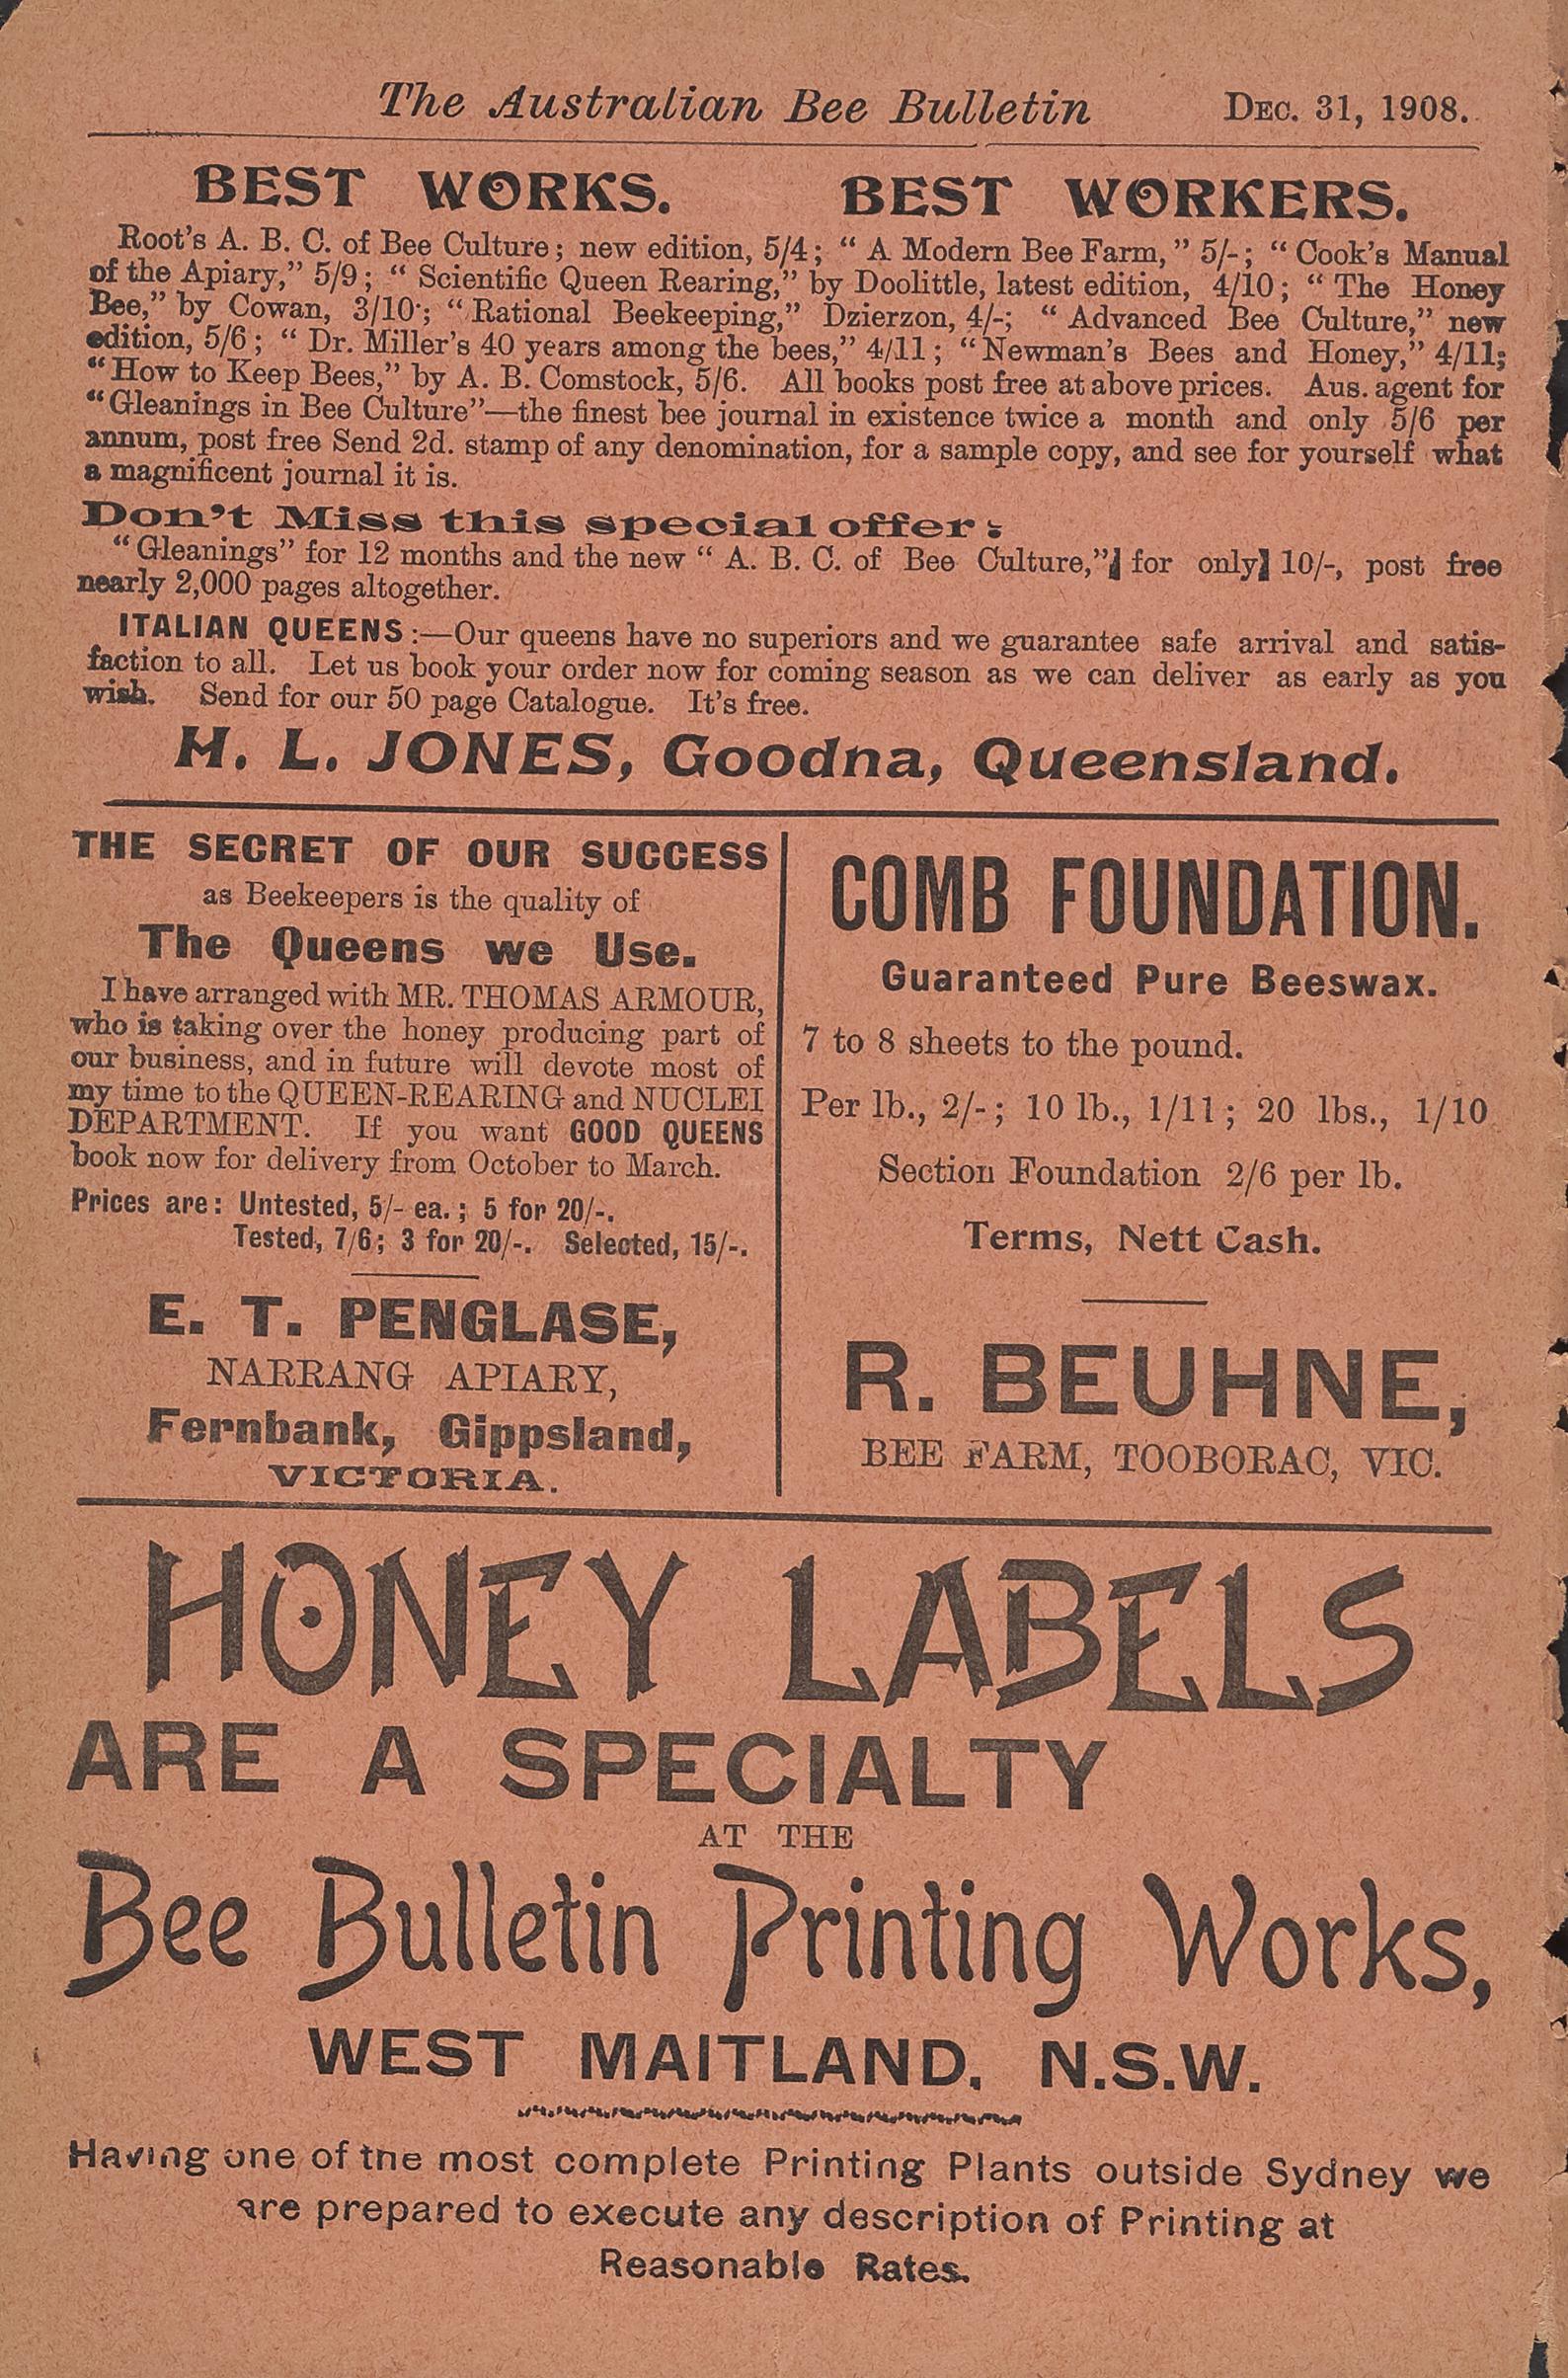 The Australian Bee Bulletin DEC. 31, 1908.
BEST WORKS. BEST WORKERS.
Root's A. B. C. of Bee Culture; new edition, 5/4; "A Modern Bee Farm," 5/-; "Cook's Manual
of the Apiary," 5/9; "Scientific Queen Rearing," by Doolittle, latest edition, 4/10; "The Honey
Bee," by Cowan, 3/10; "Rational Beekeeping," Dzierzon, 4/-; "Advanced Bee Culture," new
edition, 5/6; "Dr. Miller's 40 years among the bees," 4/11; "Newman's Bees and Honey," 4/11;
"How to Keep Bees," by A. B. Comstock, 5/6. All books post free at above prices. Aus. agent for
"Gleanings in Bee Culture"—the finest bee journal in existence twice a month and only 5/6 per
annum, post free Send 2d. stamp of any denomination, for a sample copy, and see for yourself what
a magnificent journal it is.
Don't Miss this special offer:
"Gleanings" for 12 months and the new "A. B. C. of Bee Culture," for only 10/-, post free
nearly 2,000 pages altogether.
ITALIAN QUEENS:—Our queens have no superiors and we guarantee safe arrival and satis-
faction to all. Let us book your order now for coming season as we can deliver as early as you
wish. Send for our 50 page Catalogue. It's free.
H. L. JONES, Goodna, Queensland.
THE SECRET OF OUR SUCCESS
as Beekeepers is the quality of
The Queens we Use.
I have arranged with MR. THOMAS ARMOUR,
who is taking over the honey producing part of
our business, and in future will devote most of
my time to the QUEEN-REARING and NUCLEI
DEPARTMENT. If you want GOOD QUEENS
book now for delivery from October to March.
Prices are: Untested, 5/- ea.; 5 for 20/-.
Tested, 7/6; 3 for 20/-. Selected, 15/-.
E. T. PENGLASE,
NARRANG APIARY,
Fernbank, Gippsland,
VICTORIA.
COMB FOUNDATION.
Guaranteed Pure Beeswax.
7 to 8 sheets to the pound.
Per lb., 2/-; 10 lb., 1/11; 20 lbs., 1/10
Section Foundation 2/6 per lb.
Terms, Nett Cash.
R. BEUHNE,
BEE FARM, TOOBORAC, VIC.
HONEY LABELS
ARE A SPECIALTY
AT THE
Bee Bulletin Printing Works,
WEST MAITLAND, N.S.W.
Having one of the most complete Printing Plants outside Sydney we
are prepared to execute any description of Printing at
Reasonable Rates.